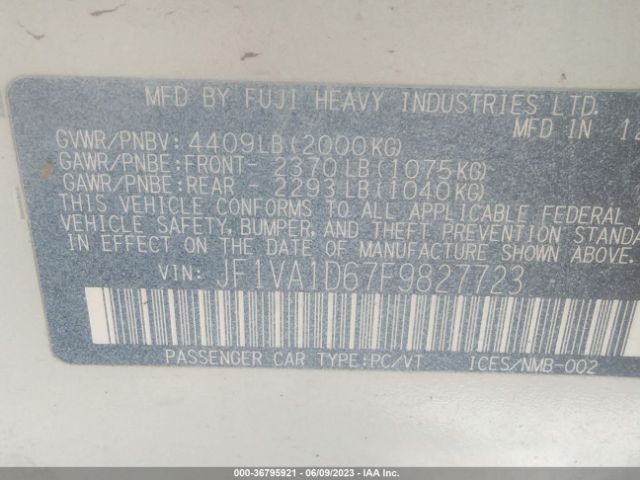 MFD BY FUJI HEAVY INDUSTRIES LTD.
MFD IN
GVWR/PNBV: 4409LB(2000KG)
GAWR/PNBE:FRONT- 2370LB(1075KG)
GAWR/PNBE:REAR - 2293LB(1040KG)
THIS VEHICLE CONFORMS TO ALL APPLICABLE FEDERAL
VEHICLE SAFETY, BUMPER, AND THEFT PREVENTION STANDA
IN EFFECT ON THE DATE OF MANUFACTURE SHOWN ABOVE.
VIN: JF1VA1D67F9827723
PASSENGER CAR TYPE:PC/VT ICES/NMB-002
000-36795921 - 06/09/2023 - IAA Inc.